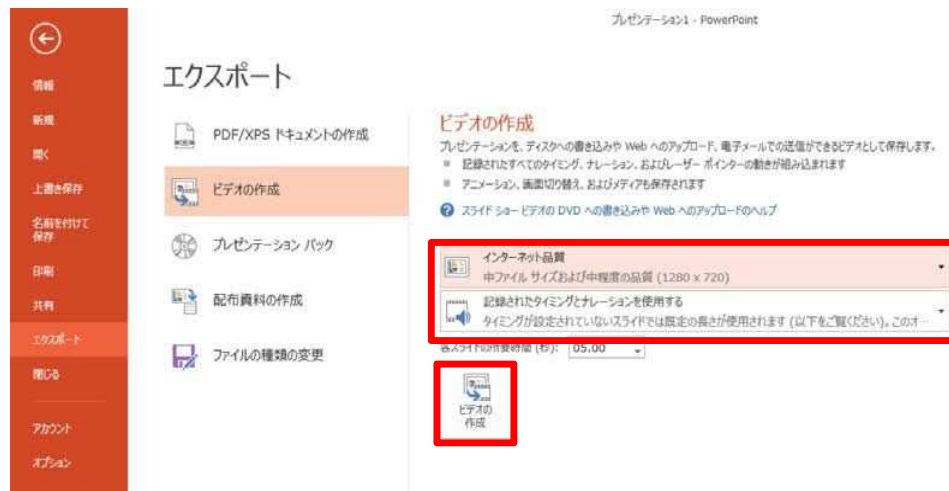 プレゼンテーション1 - PowerPoint
情報
新規
開く
上書き保存
名前を付けて
保存
印刷
共有
エクスポート
閉じる
アカウント
オプション
エクスポート
PDF/XPS ドキュメントの作成
ビデオの作成
プレゼンテーション パック
配布資料の作成
ファイルの種類の変更
ビデオの作成
プレゼンテーションを、ディスクへの書き込みや Web へのアップロード、電子メールでの送信ができるビデオとして保存します。
記録されたすべてのタイミング、ナレーション、およびレーザー ポインターの動きが組み込まれます
アニメーション、画面切り替え、およびメディアも保存されます
スライド ショー ビデオの DVD への書き込みや Web へのアップロードのヘルプ
インターネット品質
中ファイル サイズおよび中程度の品質 (1280 x 720)
記録されたタイミングとナレーションを使用する
タイミングが設定されていないスライドでは既定の長さが使用されます (以下をご覧ください)。このオ…
各スライドの所要時間 (秒): 05.00
ビデオの
作成